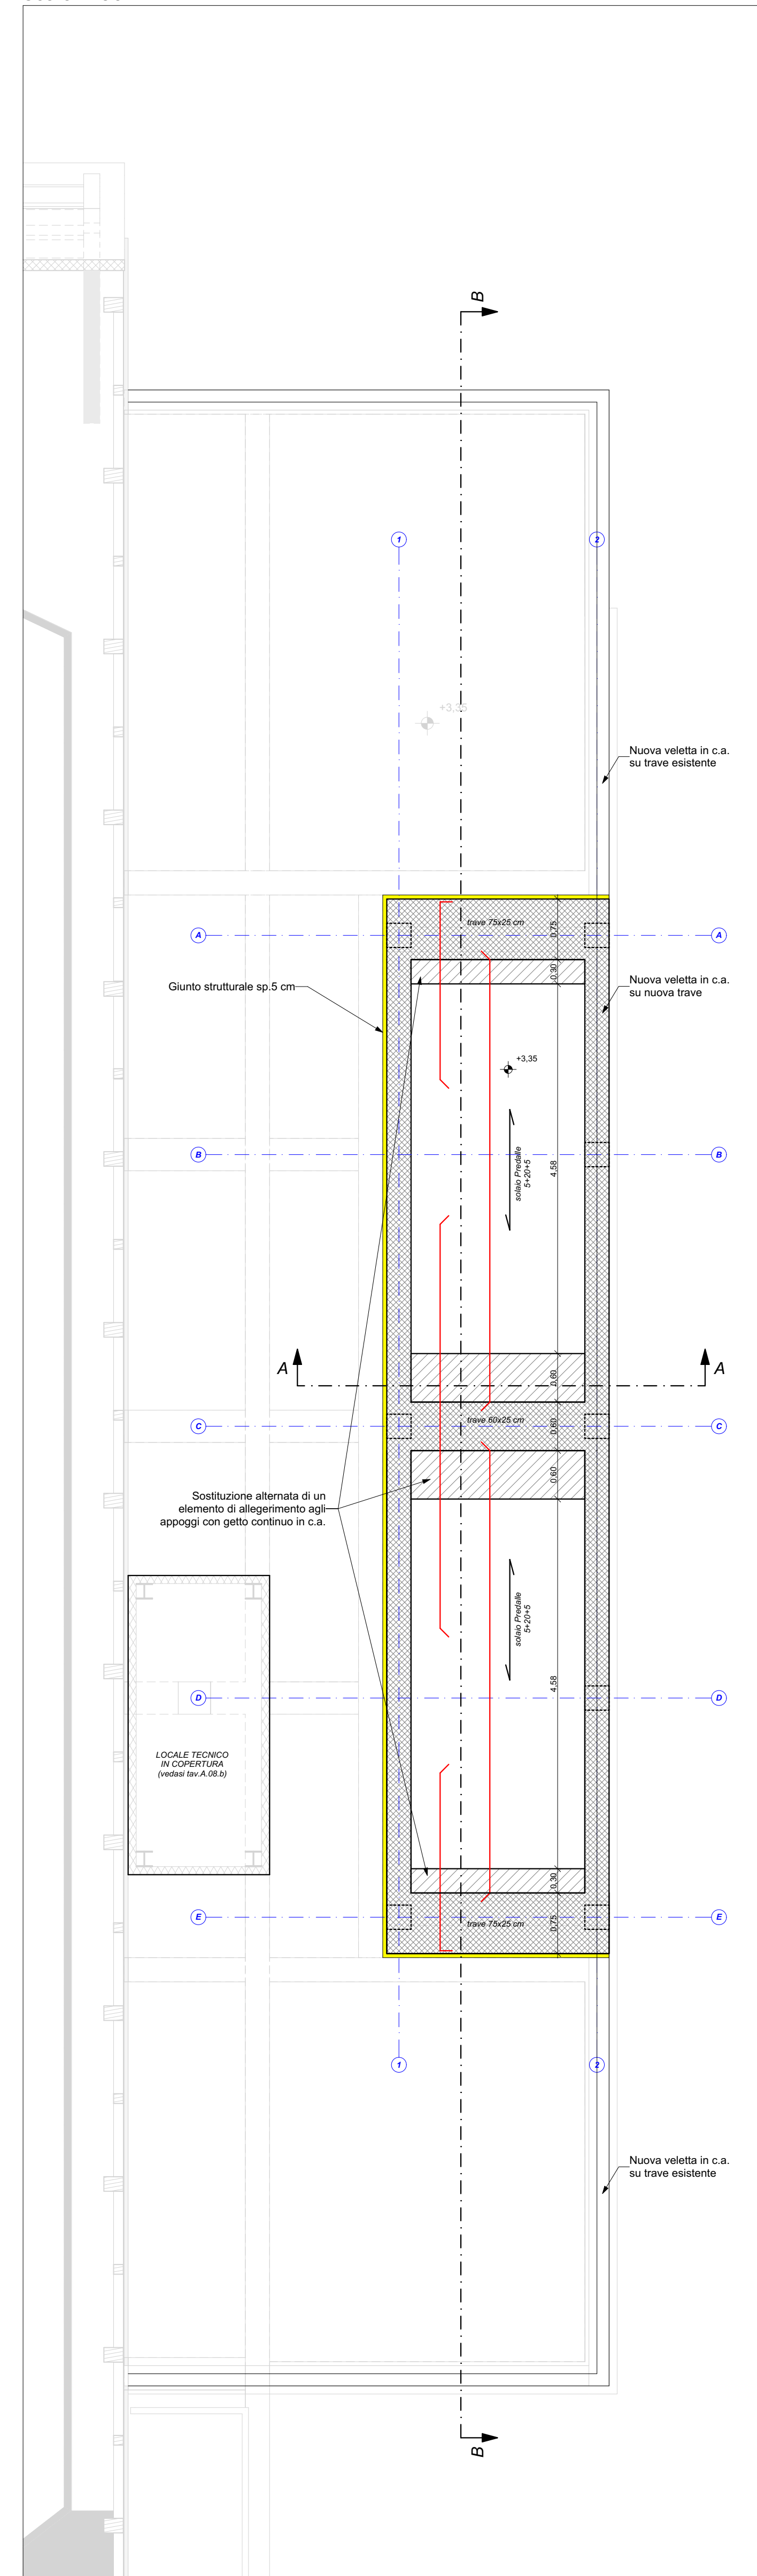 B
1
2
+3,35
Nuova veletta in c.a.
su trave esistente
trave 75x25 cm
0,75
A
A
Giunto strutturale sp.5 cm
0,30
Nuova veletta in c.a.
su nuova trave
+3,35
B
solaio Predalle
5+20+5
4,58
B
A
A
0,60
C
trave 60x25 cm
0,60
C
0,60
Sostituzione alternata di un
elemento di allegerimento agli
appoggi con getto continuo in c.a.
solaio Predalle
5+20+5
4,58
D
D
LOCALE TECNICO
IN COPERTURA
(vedasi tav.A.08.b)
0,30
E
trave 75x25 cm
0,75
E
1
2
Nuova veletta in c.a.
su trave esistente
B